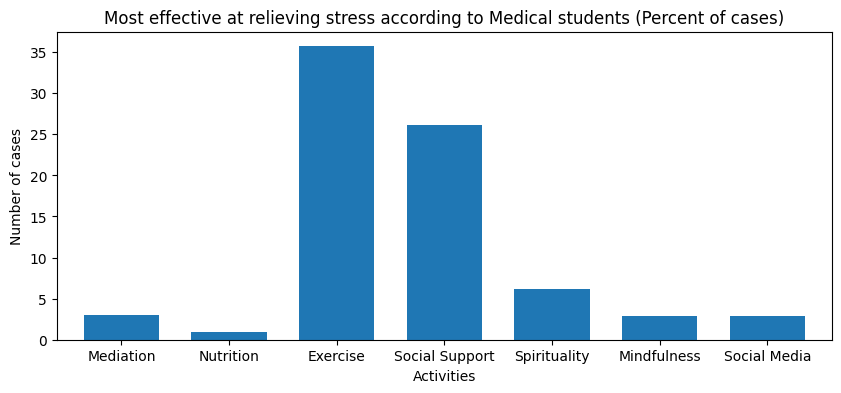 Most effective at relieving stress according to Medical students (Percent of cases)
Number of cases
35
30
25
20
15
10
5
0
Mediation Nutrition Exercise Social Support Spirituality Mindfulness Social Media
Activities